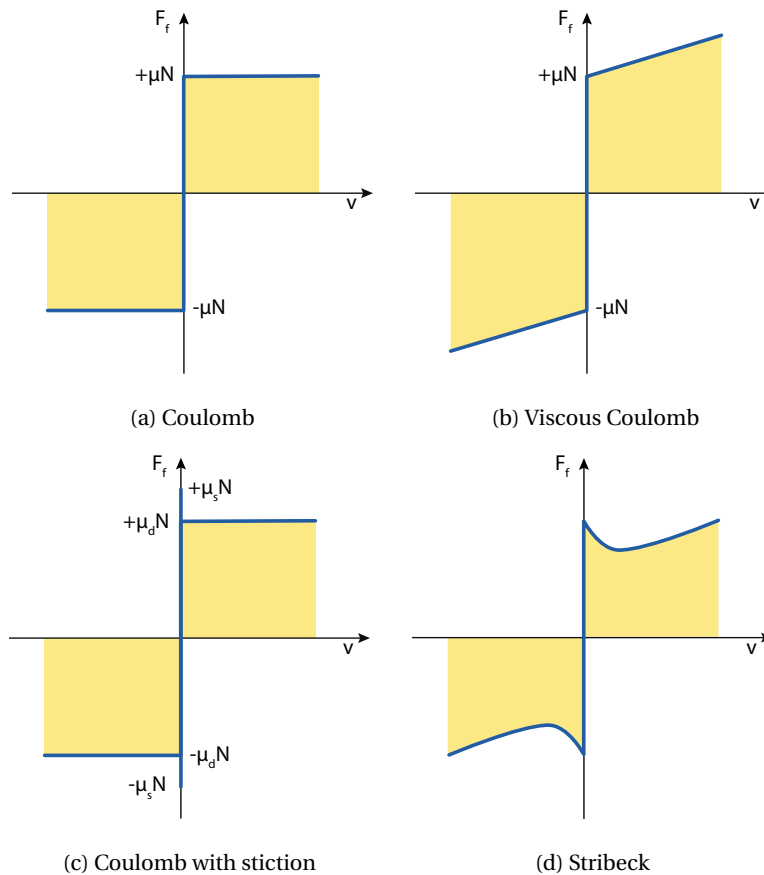 F_f
+μN
v
-μN
(a) Coulomb
F_f
+μN
v
-μN
(b) Viscous Coulomb
F_f
+μ_sN
+μ_dN
v
-μ_dN
-μ_sN
(c) Coulomb with stiction
F_f
v
(d) Stribeck